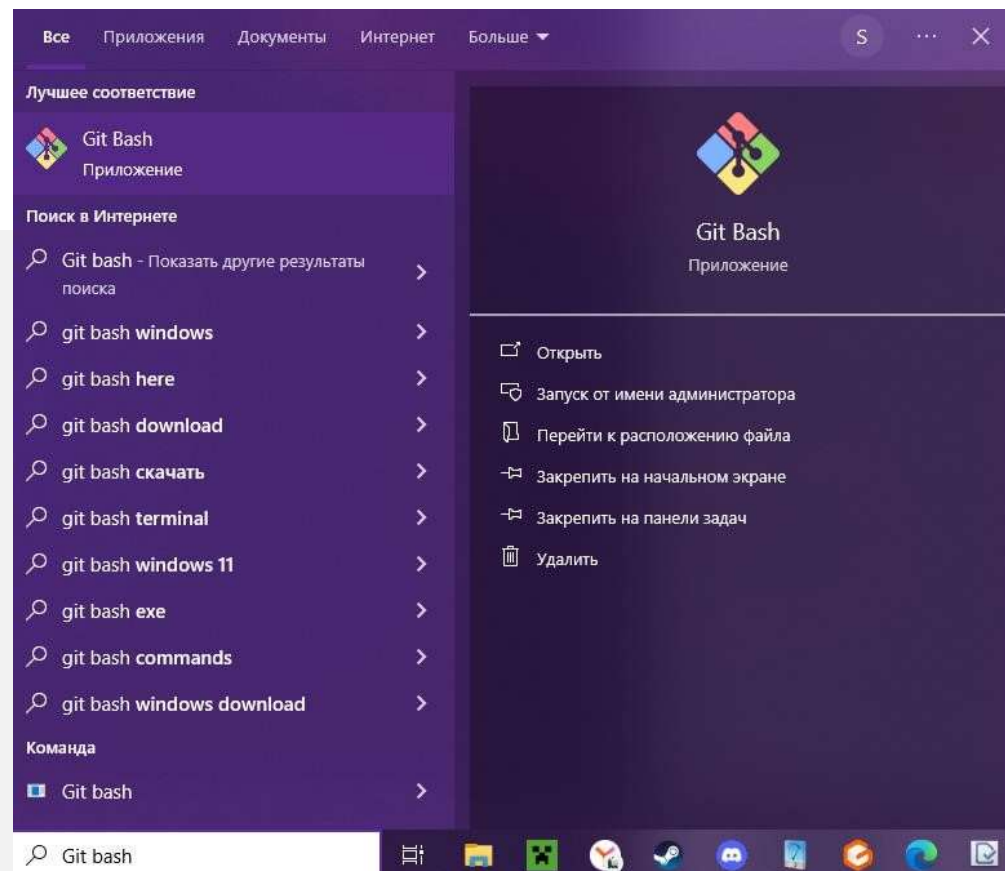 Все Приложения Документы Интернет Больше S ...
Лучшее соответствие
Git Bash
Приложение
Поиск в Интернете
Git bash - Показать другие результаты
поиска
git bash windows
git bash here
git bash download
git bash скачать
git bash terminal
git bash windows 11
git bash exe
git bash commands
git bash windows download
Команда
Git bash
Git bash
Git Bash
Приложение
Открыть
Запуск от имени администратора
Перейти к расположению файла
Закрепить на начальном экране
Закрепить на панели задач
Удалить